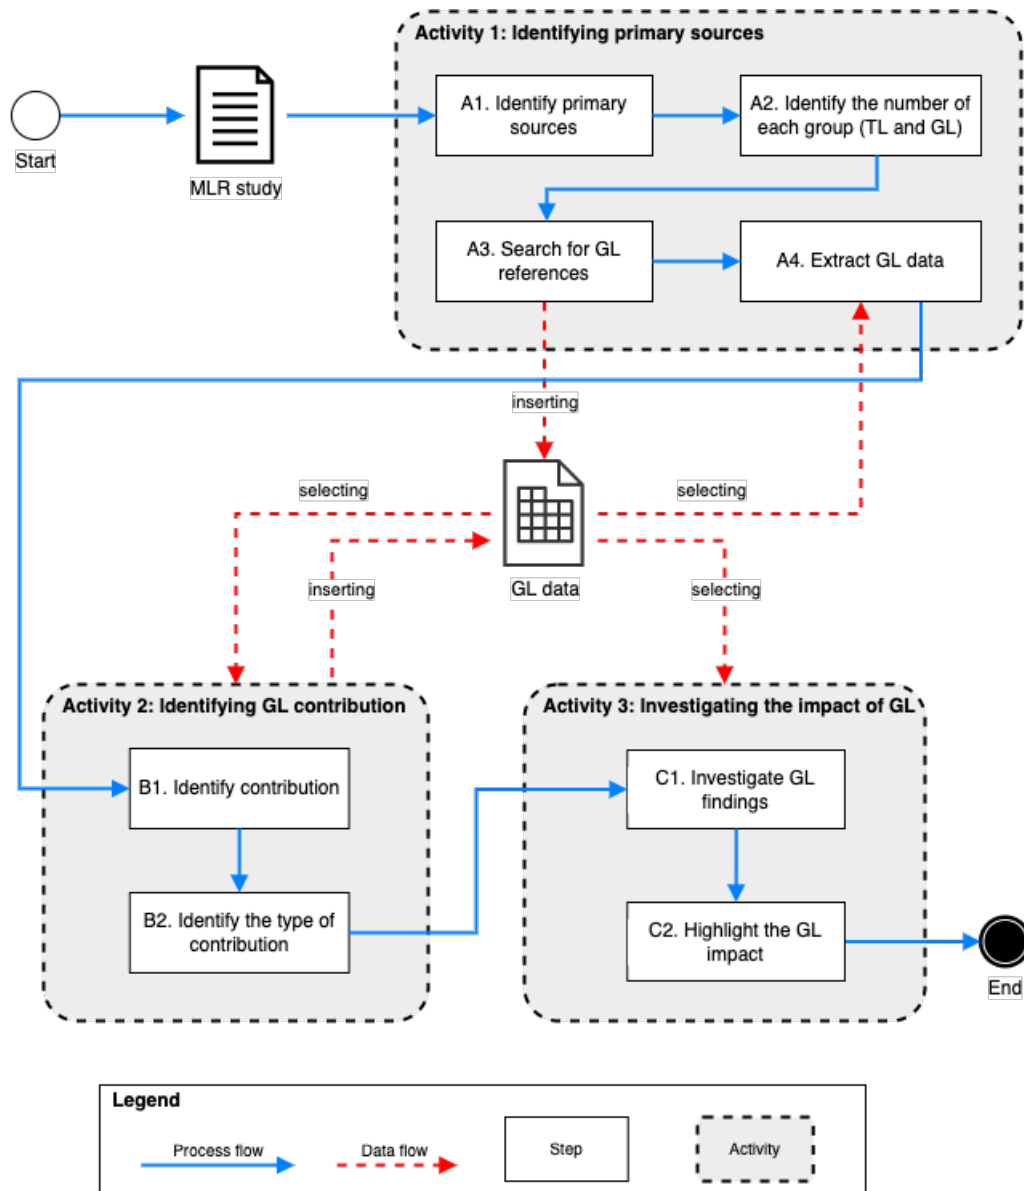 Activity 1: Identifying primary sources
A1. Identify primary
sources
A2. Identify the number of
each group (TL and GL)
Start
MLR study
A3. Search for GL
references
A4. Extract GL data
inserting
selecting
selecting
GL data
inserting
selecting
Activity 2: Identifying GL contribution
Activity 3: Investigating the impact of GL
B1. Identify contribution
C1. Investigate GL
findings
B2. Identify the type of
contribution
C2. Highlight the GL
impact
End
Legend
Process flow
Data flow
Step
Activity